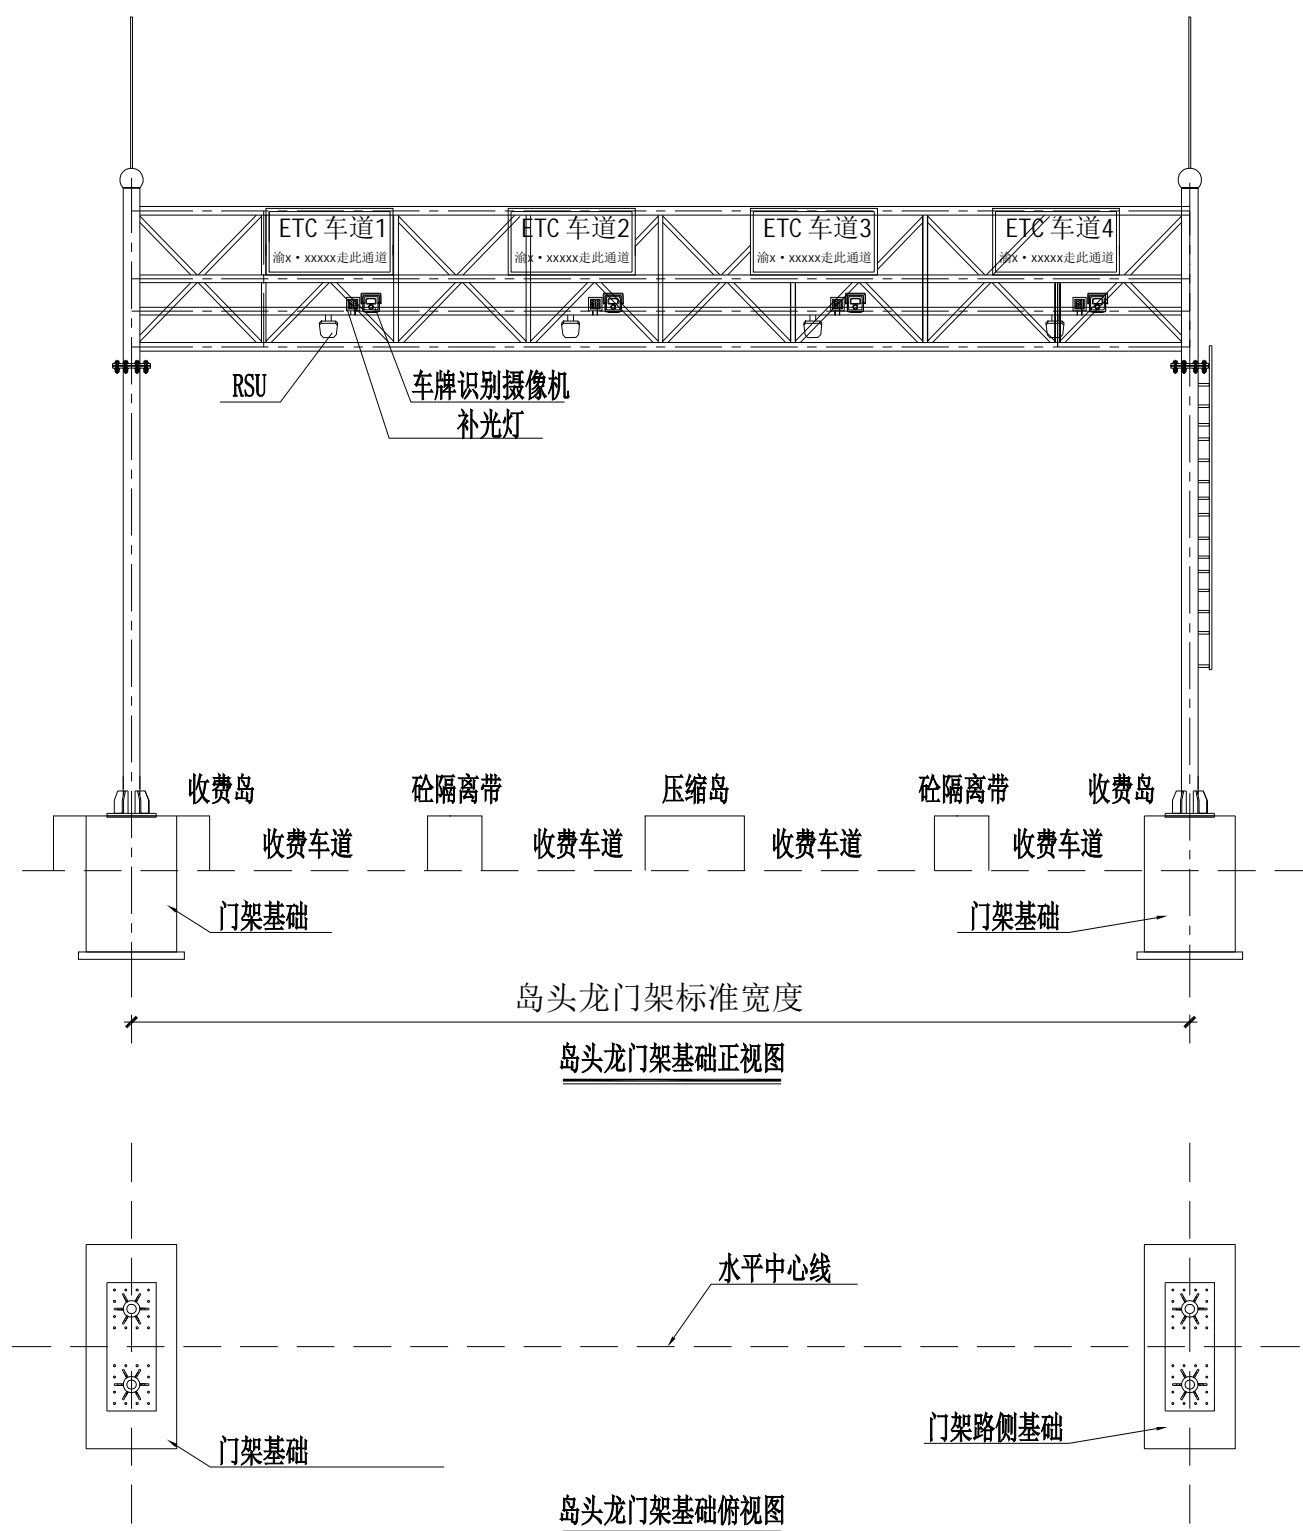 ETC 车道1
渝x·xxxxx走此通道
ETC 车道2
渝x·xxxxx走此通道
ETC 车道3
渝x·xxxxx走此通道
ETC 车道4
渝x·xxxxx走此通道
RSU
车牌识别摄像机
补光灯
收费岛
砼隔离带
压缩岛
砼隔离带
收费岛
收费车道
收费车道
收费车道
收费车道
门架基础
门架基础
岛头龙门架标准宽度
岛头龙门架基础正视图
水平中心线
门架基础
门架路侧基础
岛头龙门架基础俯视图